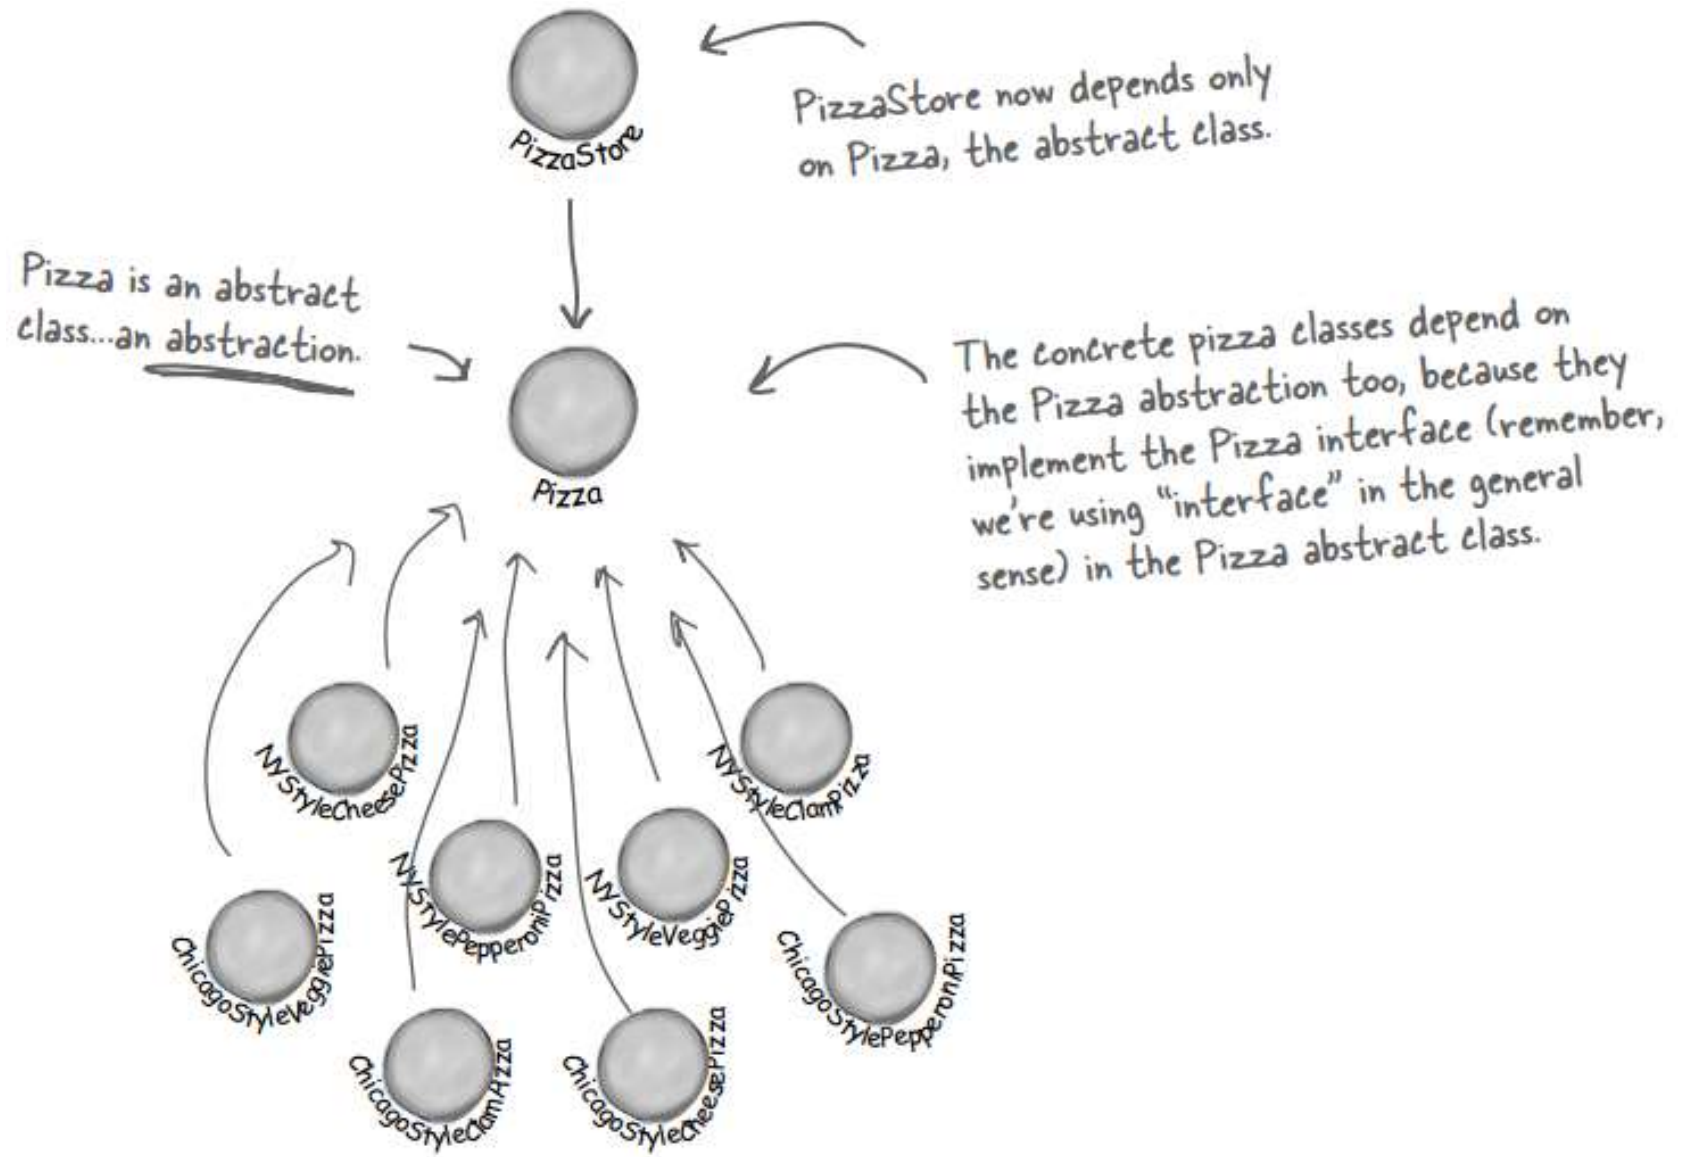 PizzaStore
PizzaStore now depends only
on Pizza, the abstract class.
Pizza is an abstract
class...an abstraction.
Pizza
The concrete pizza classes depend on
the Pizza abstraction too, because they
implement the Pizza interface (remember,
we're using "interface" in the general
sense) in the Pizza abstract class.
NYStyleCheesePizza
NYStyleClamPizza
NYStylePepperoniPizza
NYStyleVeggiePizza
ChicagoStyleVeggiePizza
ChicagoStylePepperoniPizza
ChicagoStyleClamPizza
ChicagoStyleCheesePizza